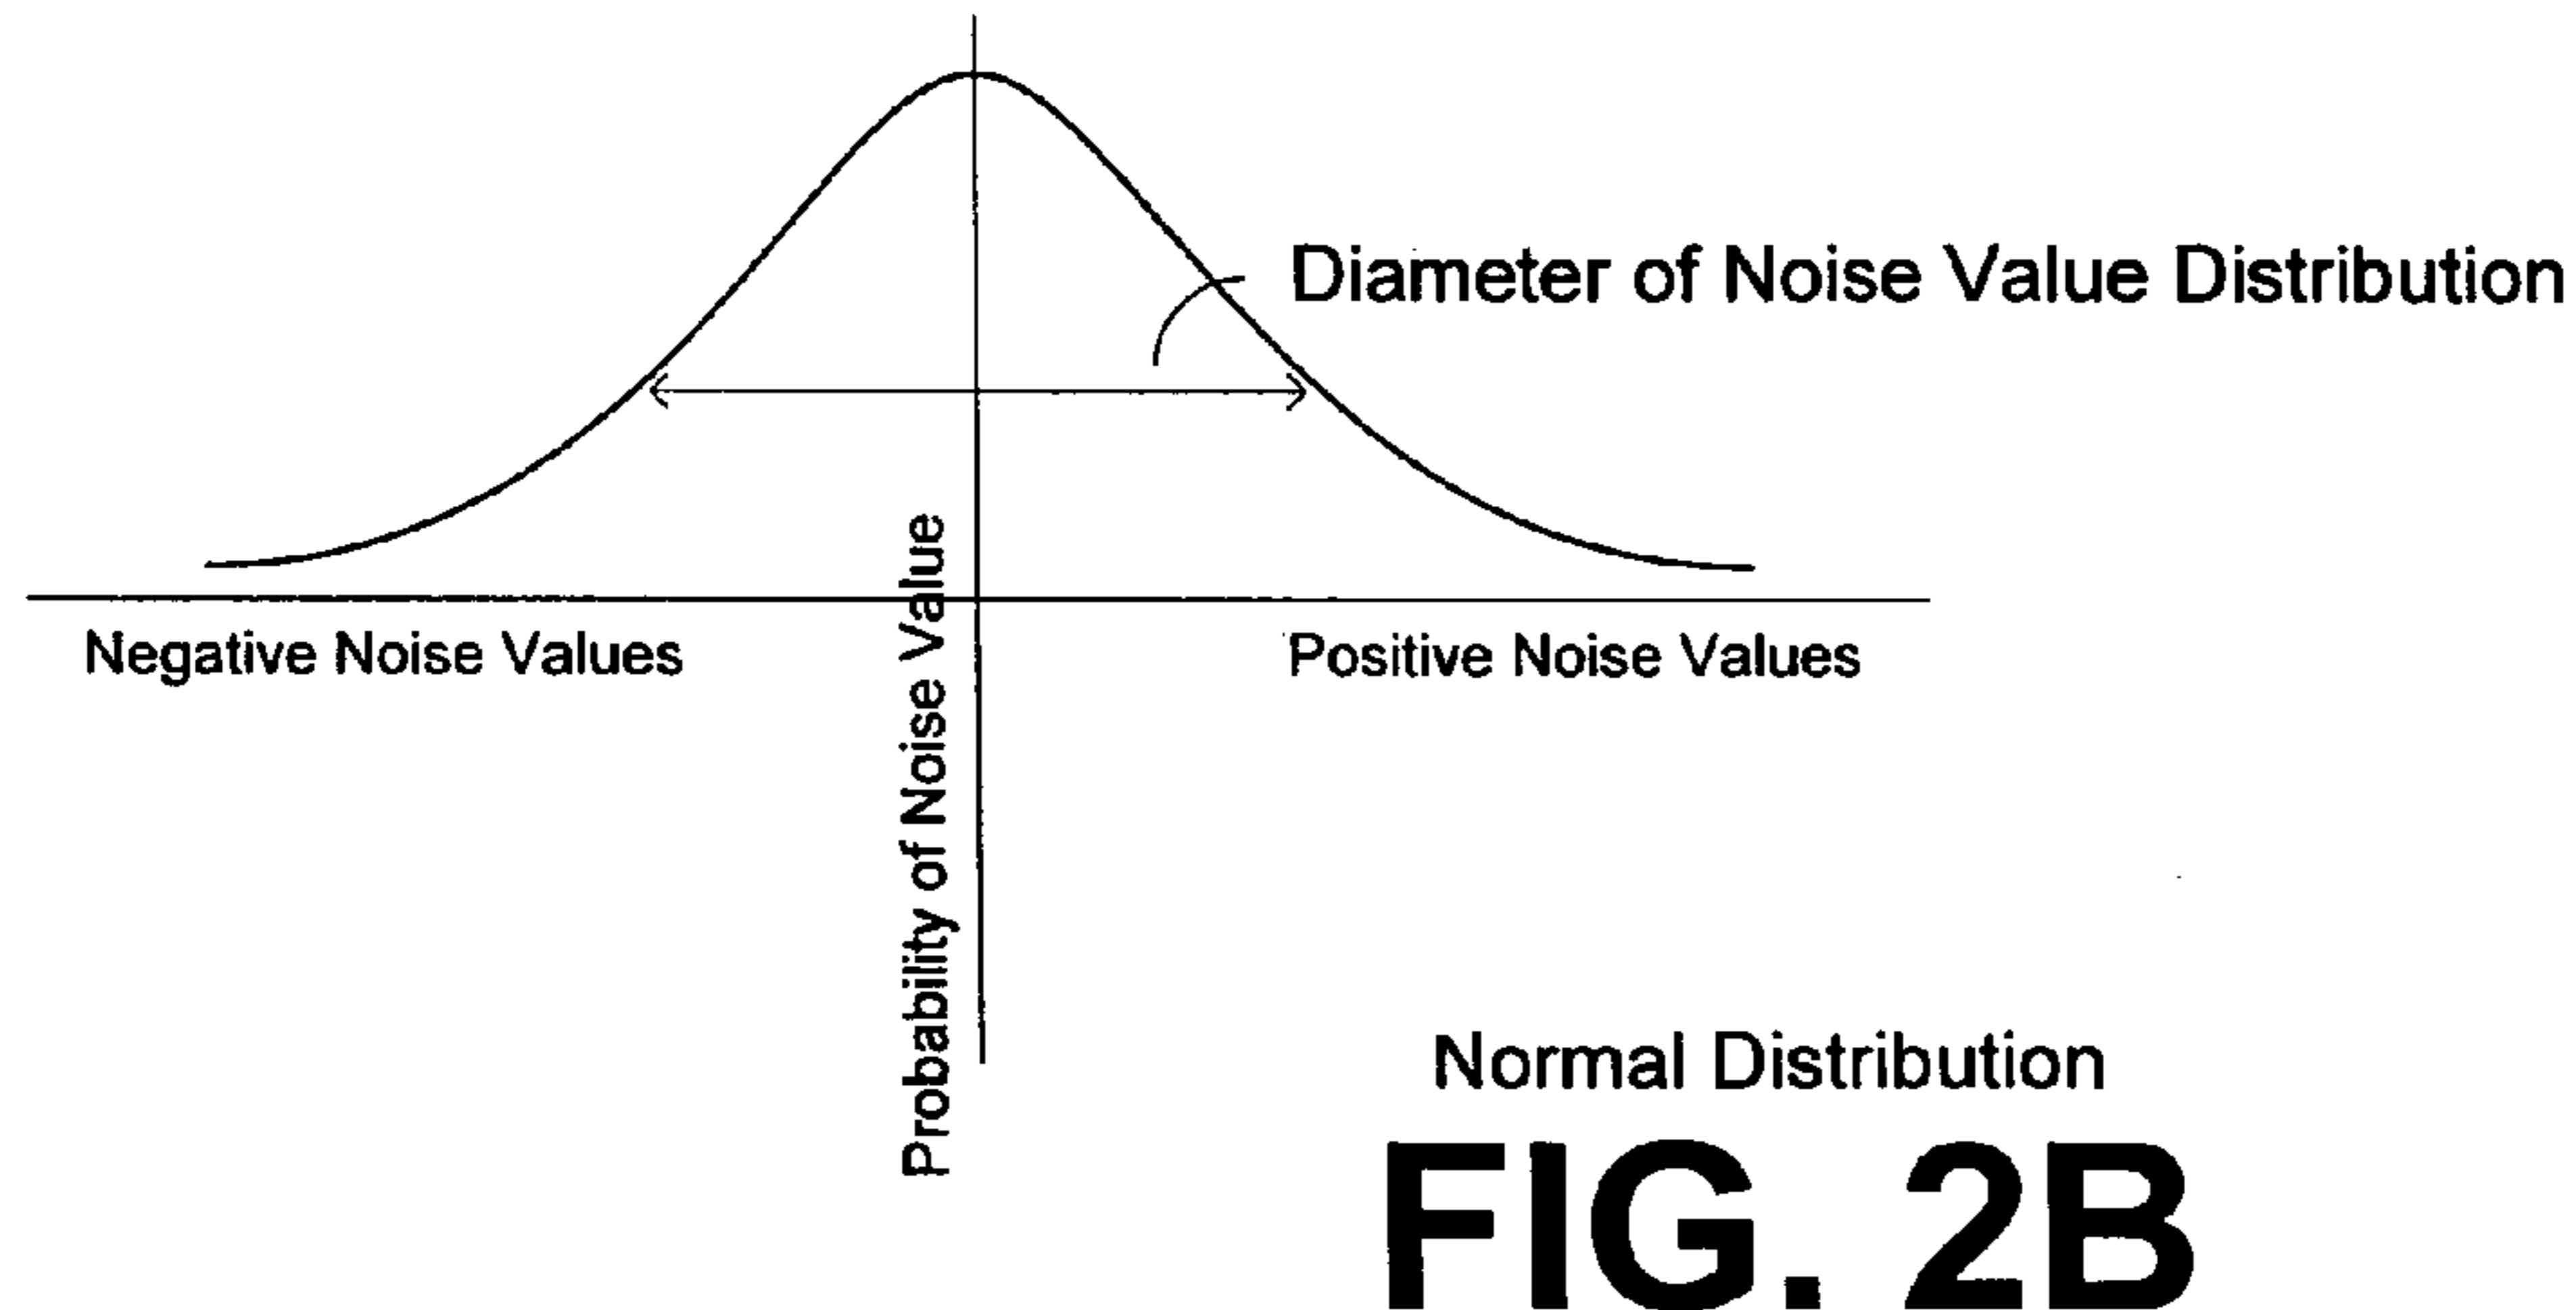 Diameter of Noise Value Distribution
Negative Noise Values
Positive Noise Values
Probability of Noise Value
Normal Distribution
FIG. 2B